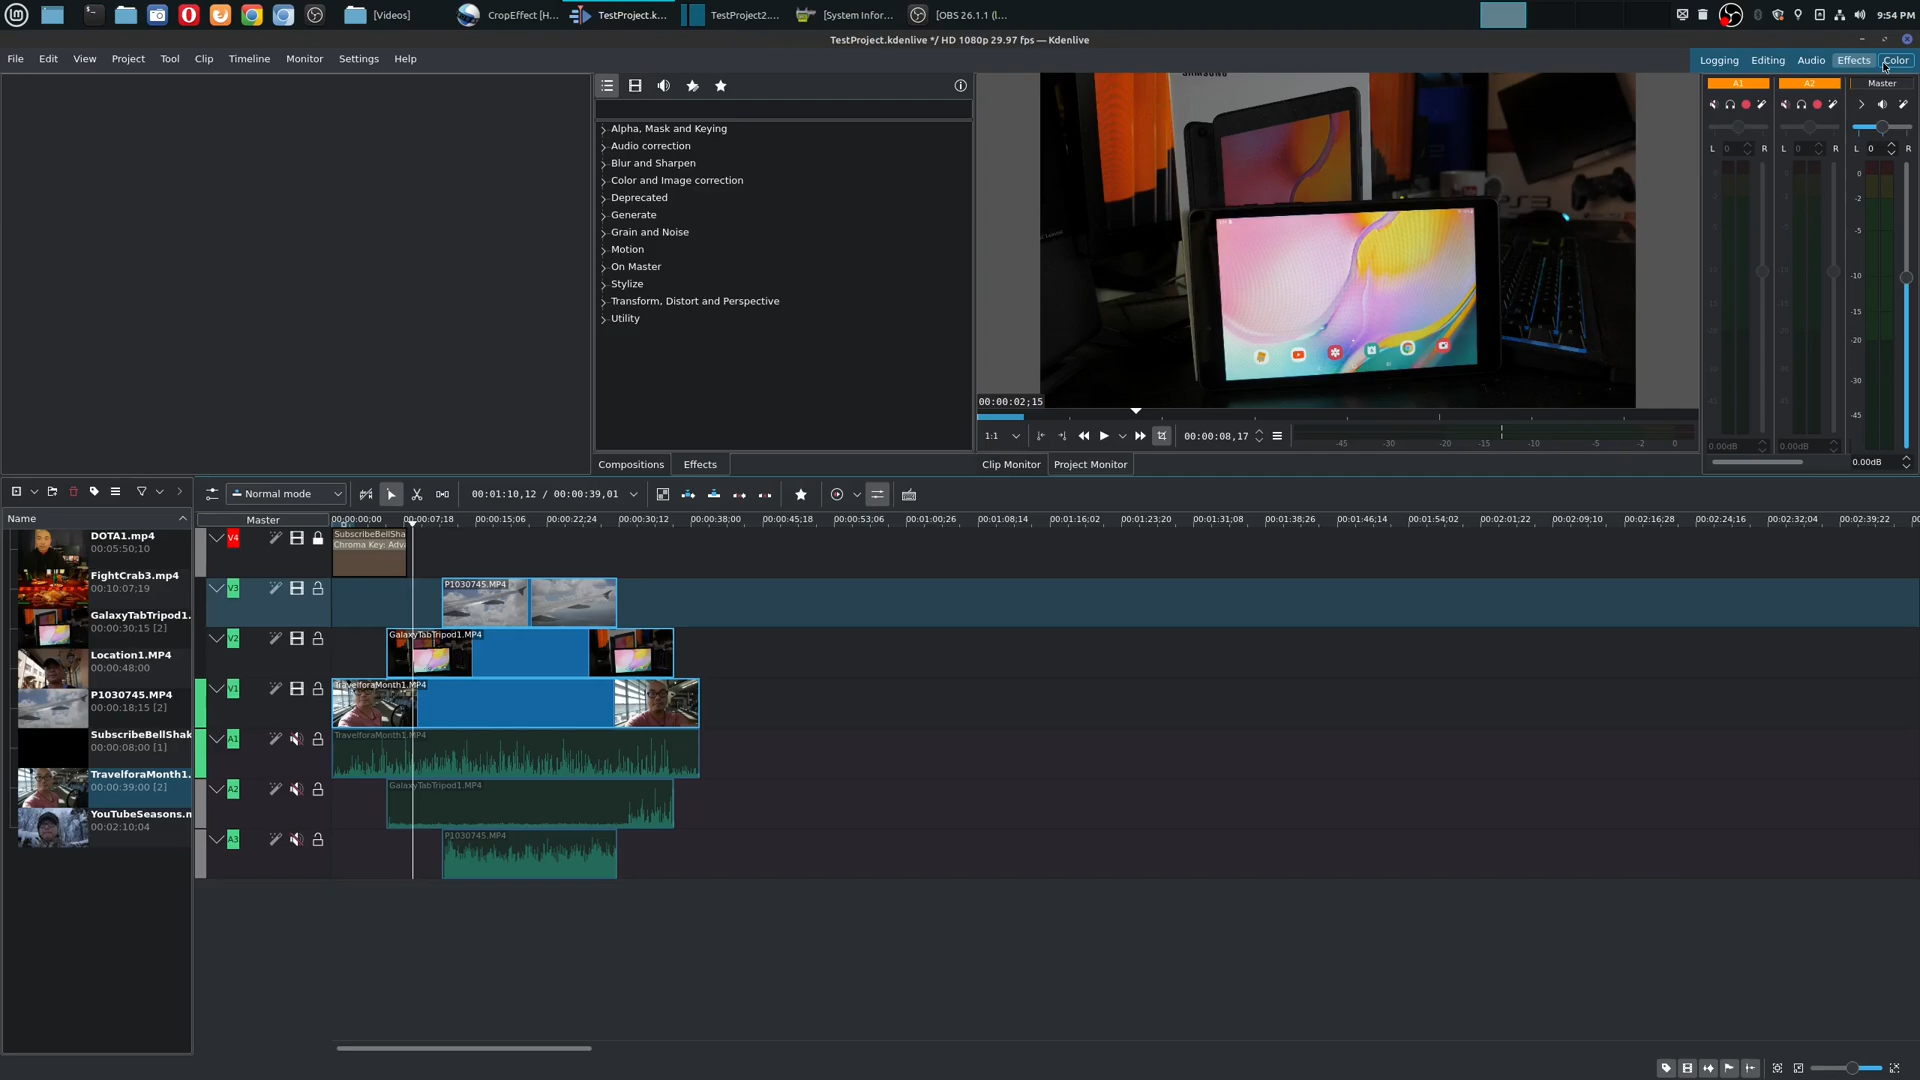 [Videos]
CropEffect [H...
TestProject.k...
TestProject2....
[System Infor...
[OBS 26.1.1 (l...
9:54 PM
TestProject.kdenlive */ HD 1080p 29.97 fps — Kdenlive
File Edit View Project Tool Clip Timeline Monitor Settings Help
Logging Editing Audio Effects Color
Alpha, Mask and Keying
Audio correction
Blur and Sharpen
Color and Image correction
Deprecated
Generate
Grain and Noise
Motion
On Master
Stylize
Transform, Distort and Perspective
Utility
Compositions Effects
SAMSUNG
00:00:02;15
1:1
00:00:08,17
-45 -30 -20 -15 -10 -5 -2 0
Clip Monitor Project Monitor
A1 A2 Master
L 0 R L 0 R L 0 R
0
-2
-5
-10
-15
-20
-30
-45
0.00dB 0.00dB 0.00dB
Normal mode
00:01:10,12 / 00:00:39,01
Name
DOTA1.mp4
00:05:50;10
FightCrab3.mp4
00:10:07;19
GalaxyTabTripod1.
00:00:30;15 [2]
Location1.MP4
00:00:48;00
P1030745.MP4
00:00:18;15 [2]
SubscribeBellShak
00:00:08;00 [1]
TravelforaMonth1.
00:00:39;00 [2]
YouTubeSeasons.n
00:02:10;04
Master
00:00:00;00 00:00:07;18 00:00:15;06 00:00:22;24 00:00:30;12 00:00:38;00 00:00:45;18 00:00:53;06 00:01:00;26 00:01:08;14 00:01:16;02 00:01:23;20 00:01:31;08 00:01:38;26 00:01:46;14 00:01:54;02 00:02:01;22 00:02:09;10 00:02:16;28 00:02:24;16 00:02:32;04 00:02:39;22 00
V4
SubscribeBellSha
Chroma Key: Adva
V3
P1030745.MP4
V2
GalaxyTabTripod1.MP4
V1
TravelforaMonth1.MP4
A1
TravelforaMonth1.MP4
A2
GalaxyTabTripod1.MP4
A3
P1030745.MP4